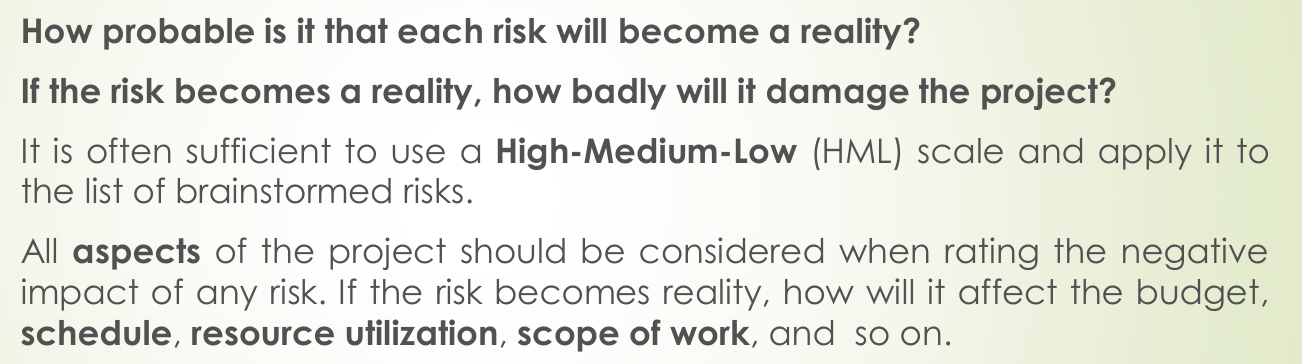 How probable is it that each risk will become a reality?
If the risk becomes a reality, how badly will it damage the project?
It is often sufficient to use a High-Medium-Low (HML) scale and apply it to
the list of brainstormed risks.
All aspects of the project should be considered when rating the negative
impact of any risk. If the risk becomes reality, how will it affect the budget,
schedule, resource utilization, scope of work, and  so on.